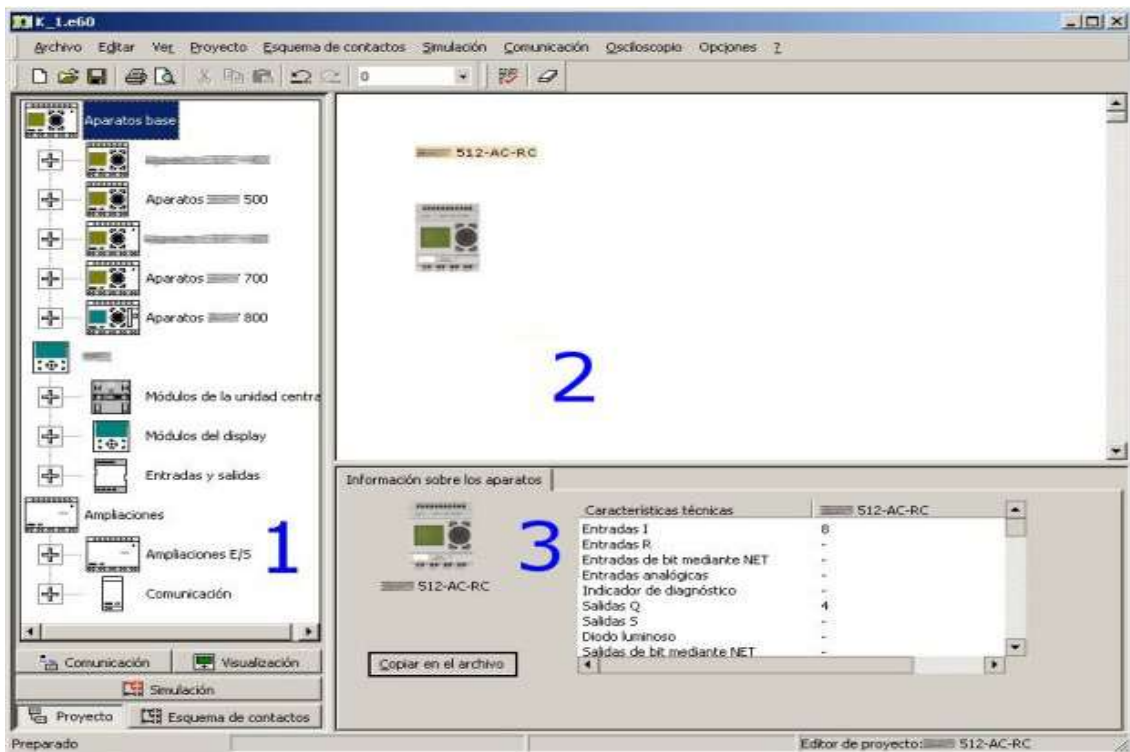 K_1.e60
Archivo Editar Ver Proyecto Esquema de contactos Simulación Comunicación Osciloscopio Opciones ?
0
Aparatos base
Aparatos 500
Aparatos 700
Aparatos 800
Módulos de la unidad centra
Módulos del display
Entradas y salidas
Ampliaciones
Ampliaciones E/S
Comunicación
1
Comunicación Visualización
Simulación
Proyecto Esquema de contactos
512-AC-RC
2
Información sobre los aparatos
512-AC-RC
Copiar en el archivo
3
Características técnicas 512-AC-RC
Entradas I 8
Entradas R -
Entradas de bit mediante NET -
Entradas analógicas -
Indicador de diagnóstico -
Salidas Q 4
Salidas S -
Diodo luminoso -
Salidas de bit mediante NET -
Preparado
Editor de proyecto: 512-AC-RC